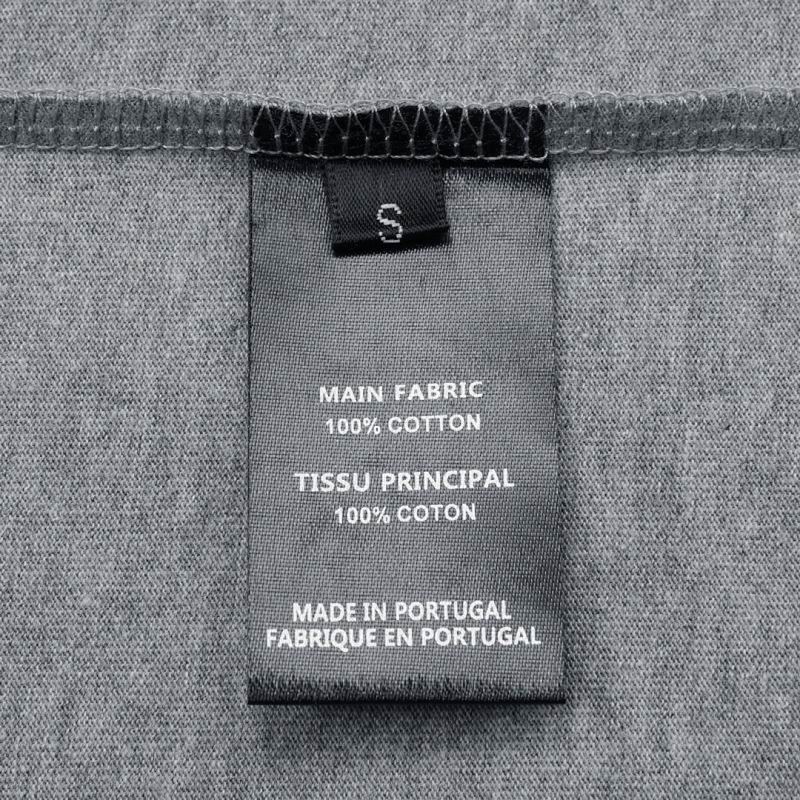 S
MAIN FABRIC
100% COTTON
TISSU PRINCIPAL
100% COTON
MADE IN PORTUGAL
FABRIQUE EN PORTUGAL